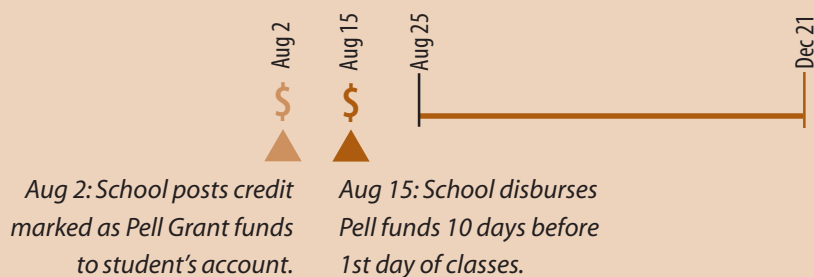 Aug 2
Aug 15
Aug 25
Dec 21
$
$
Aug 2: School posts credit
marked as Pell Grant funds
to student’s account.
Aug 15: School disburses
Pell funds 10 days before
1st day of classes.